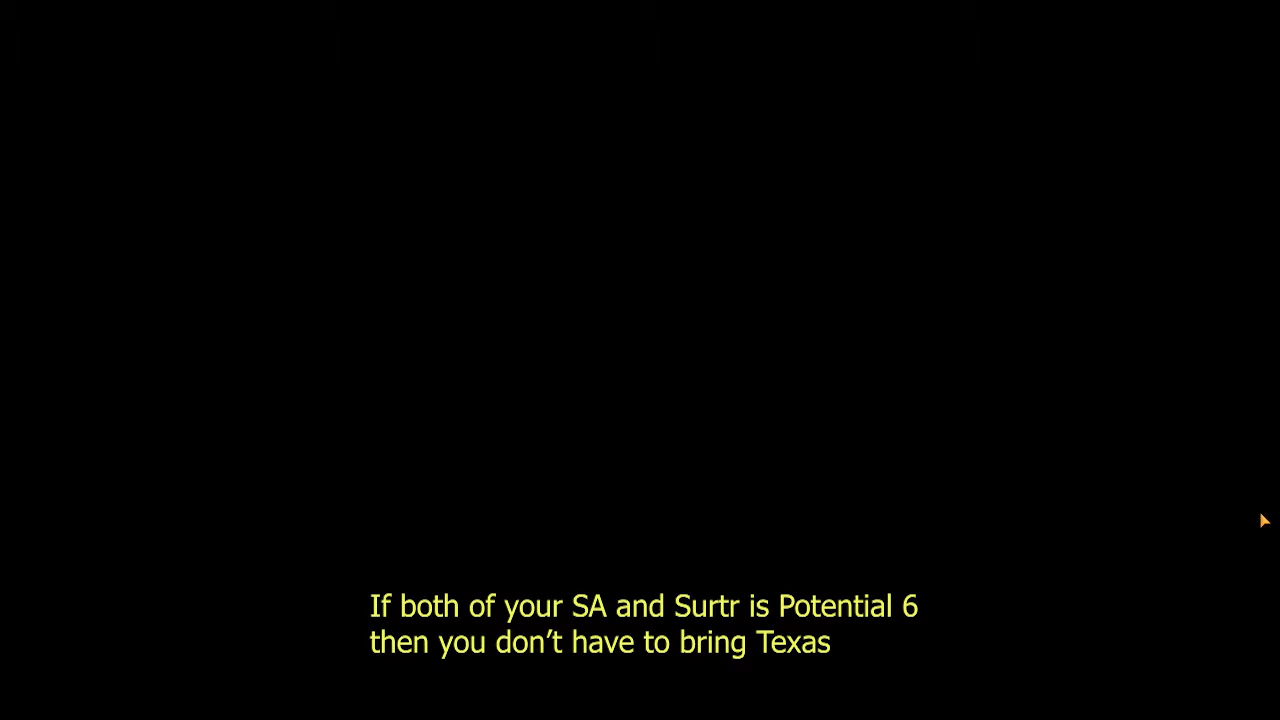 If both of your SA and Surtr is Potential 6
then you don’t have to bring Texas